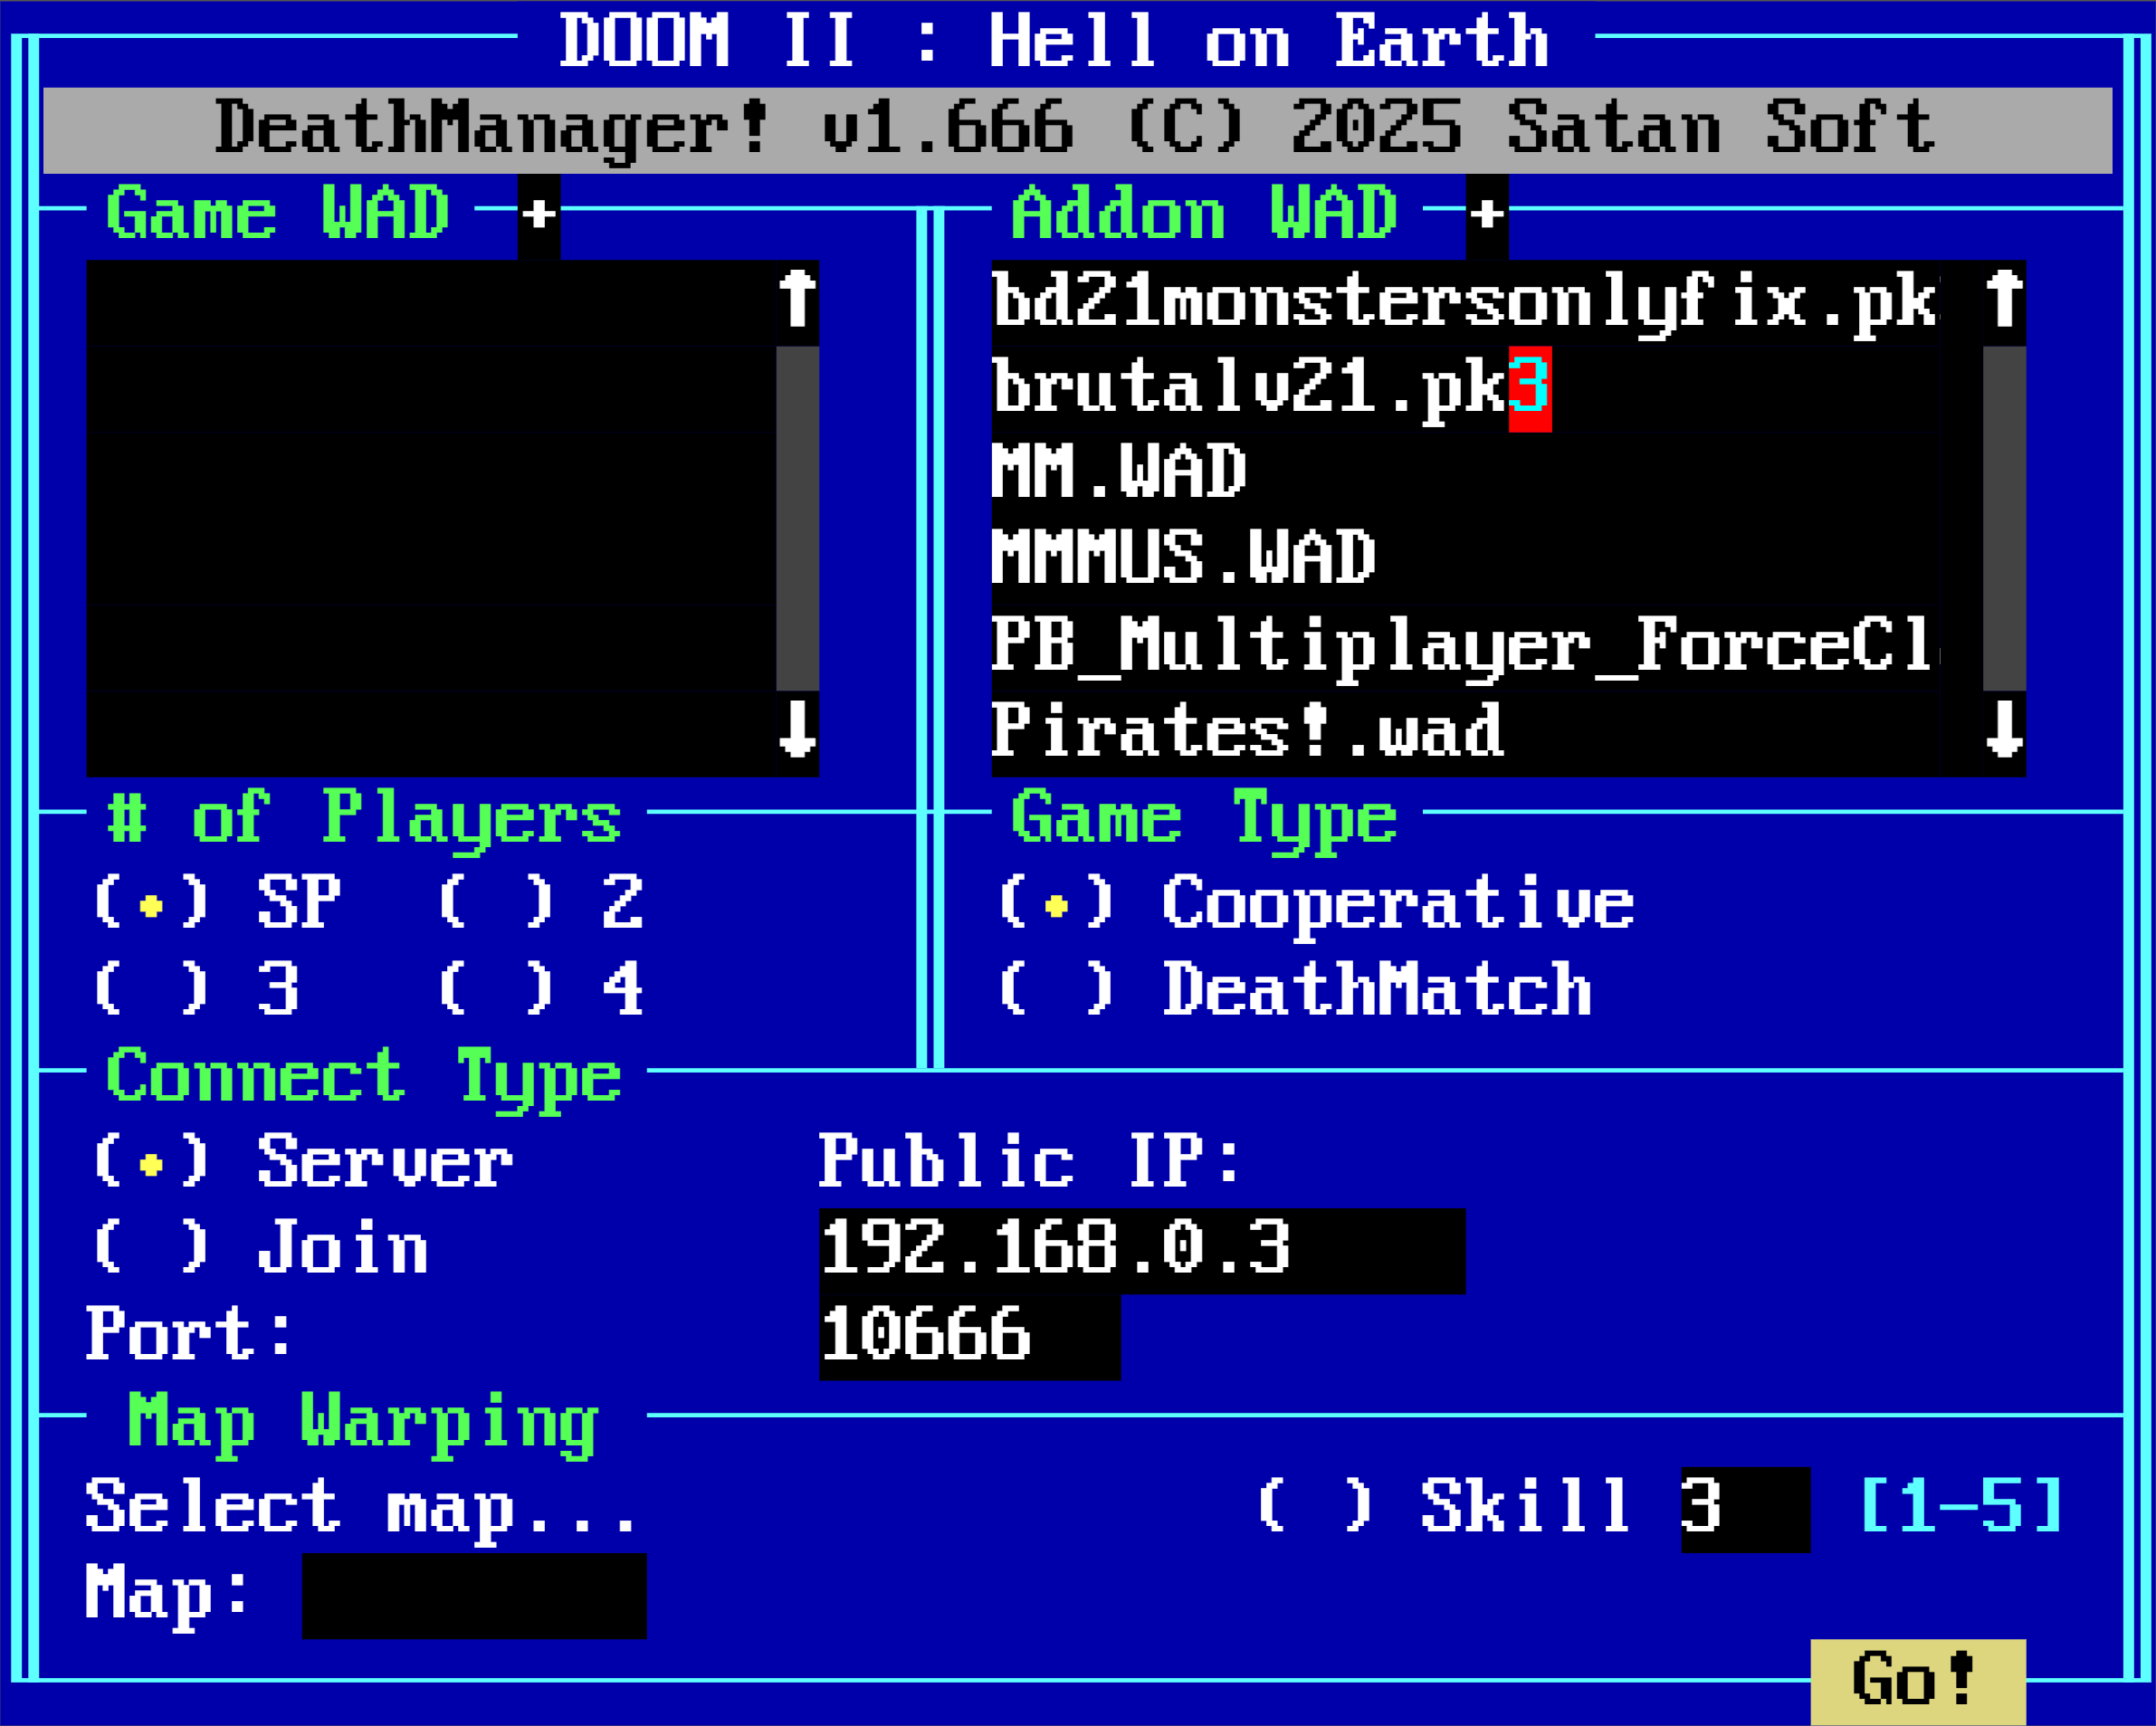 DOOM II : Hell on Earth
DeathManager! v1.666 (C) 2025 Satan Soft
Game WAD +
Addon WAD +
bd21monstersonlyfix.pk
brutalv21.pk3
MM.WAD
MMMUS.WAD
PB_Multiplayer_ForceCl
Pirates!.wad
# of Players
(•) SP ( ) 2
( ) 3 ( ) 4
Game Type
(•) Cooperative
( ) DeathMatch
Connect Type
(•) Server
( ) Join
Public IP:
192.168.0.3
Port: 10666
Map Warping
Select map... ( ) Skill 3 [1-5]
Map:
Go!